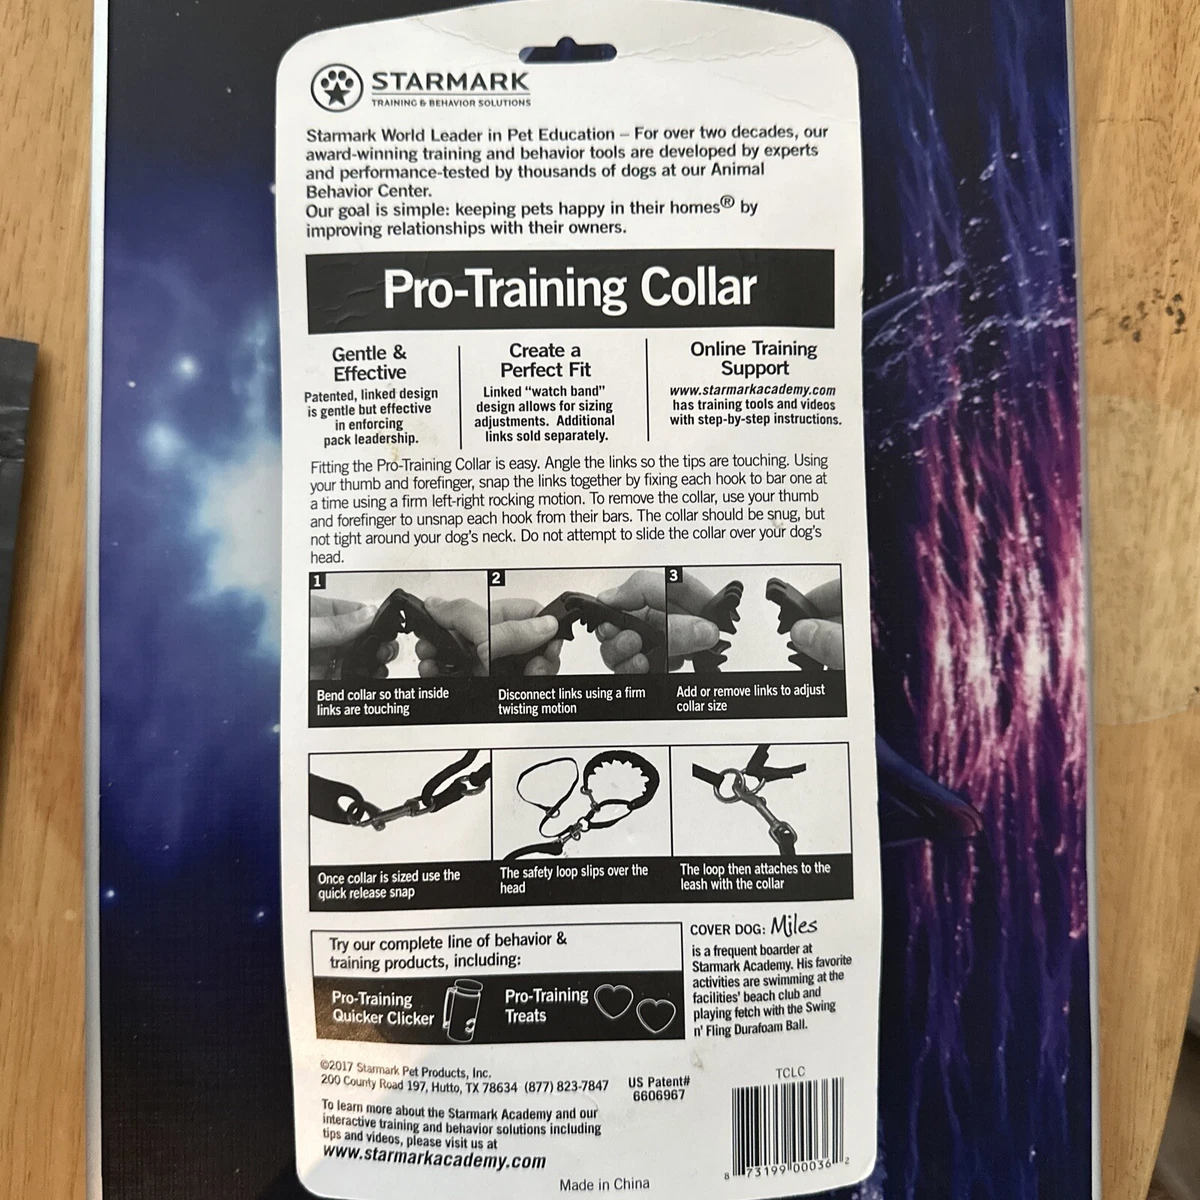 STARMARK
TRAINING & BEHAVIOR SOLUTIONS
Starmark World Leader in Pet Education – For over two decades, our
award-winning training and behavior tools are developed by experts
and performance-tested by thousands of dogs at our Animal
Behavior Center.
Our goal is simple: keeping pets happy in their homes® by
improving relationships with their owners.
Pro-Training Collar
Gentle &
Effective
Patented, linked design
is gentle but effective
in enforcing
pack leadership.
Create a
Perfect Fit
Linked "watch band"
design allows for sizing
adjustments. Additional
links sold separately.
Online Training
Support
www.starmarkacademy.com
has training tools and videos
with step-by-step instructions.
Fitting the Pro-Training Collar is easy. Angle the links so the tips are touching. Using
your thumb and forefinger, snap the links together by fixing each hook to bar one at
a time using a firm left-right rocking motion. To remove the collar, use your thumb
and forefinger to unsnap each hook from their bars. The collar should be snug, but
not tight around your dog's neck. Do not attempt to slide the collar over your dog's
head.
1
Bend collar so that inside
links are touching
2
Disconnect links using a firm
twisting motion
3
Add or remove links to adjust
collar size
Once collar is sized use the
quick release snap
The safety loop slips over the
head
The loop then attaches to the
leash with the collar
Try our complete line of behavior &
training products, including:
Pro-Training
Quicker Clicker
Pro-Training
Treats
COVER DOG: Miles
is a frequent boarder at
Starmark Academy. His favorite
activities are swimming at the
facilities' beach club and
playing fetch with the Swing
n' Fling Durafoam Ball.
©2017 Starmark Pet Products, Inc.
200 County Road 197, Hutto, TX 78634 (877) 823-7847
US Patent#
6606967
To learn more about the Starmark Academy and our
interactive training and behavior solutions including
tips and videos, please visit us at
www.starmarkacademy.com
Made in China
TCLC
8 73199 00036 2